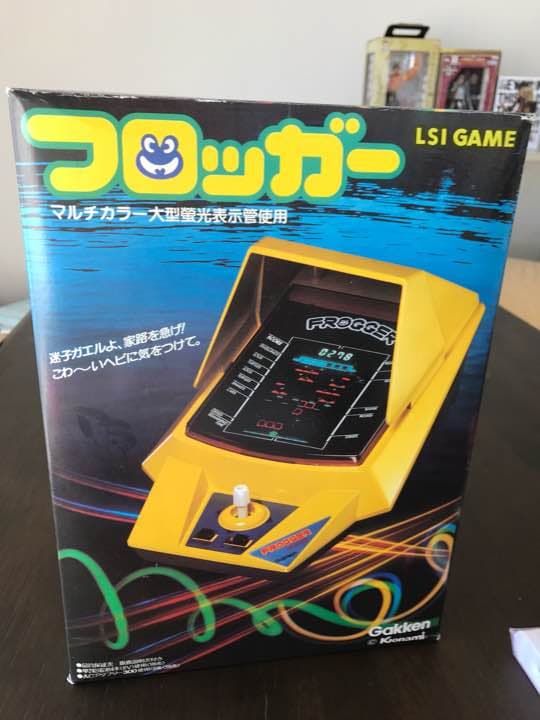 フロッガー
LSI GAME
マルチカラー大型螢光表示管使用
迷子ガエルよ、家路を急げ!
こわ〜いヘビに気をつけて。
FROGGER
0278
FROGGER
Gakken
© Konami